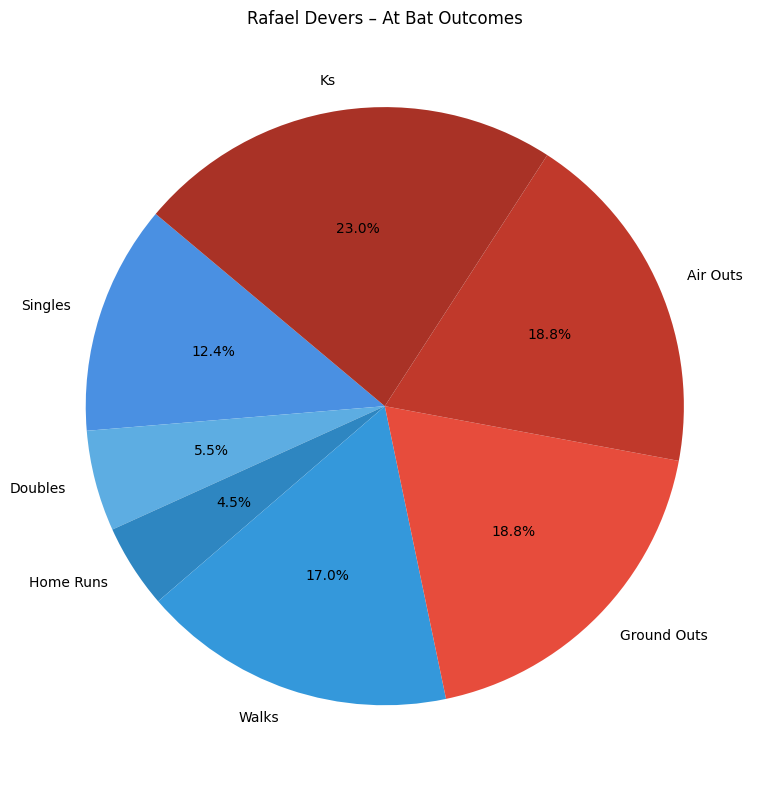 Rafael Devers – At Bat Outcomes
Ks
23.0%
Air Outs
18.8%
Singles
12.4%
Doubles
5.5%
Home Runs
4.5%
Walks
17.0%
Ground Outs
18.8%